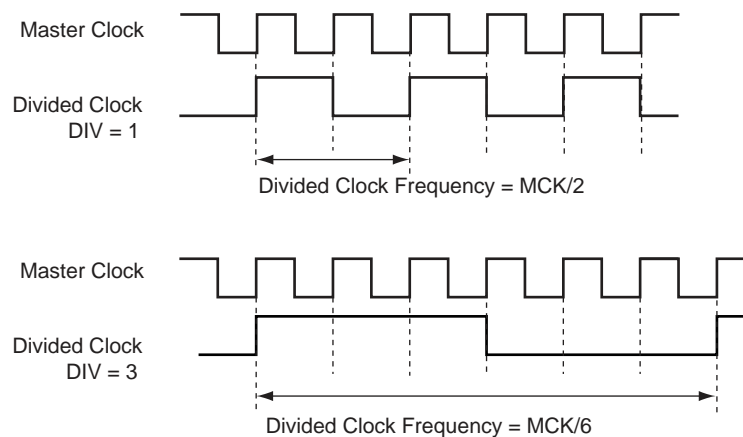 Master Clock
Divided Clock
DIV = 1
Divided Clock Frequency = MCK/2
Master Clock
Divided Clock
DIV = 3
Divided Clock Frequency = MCK/6